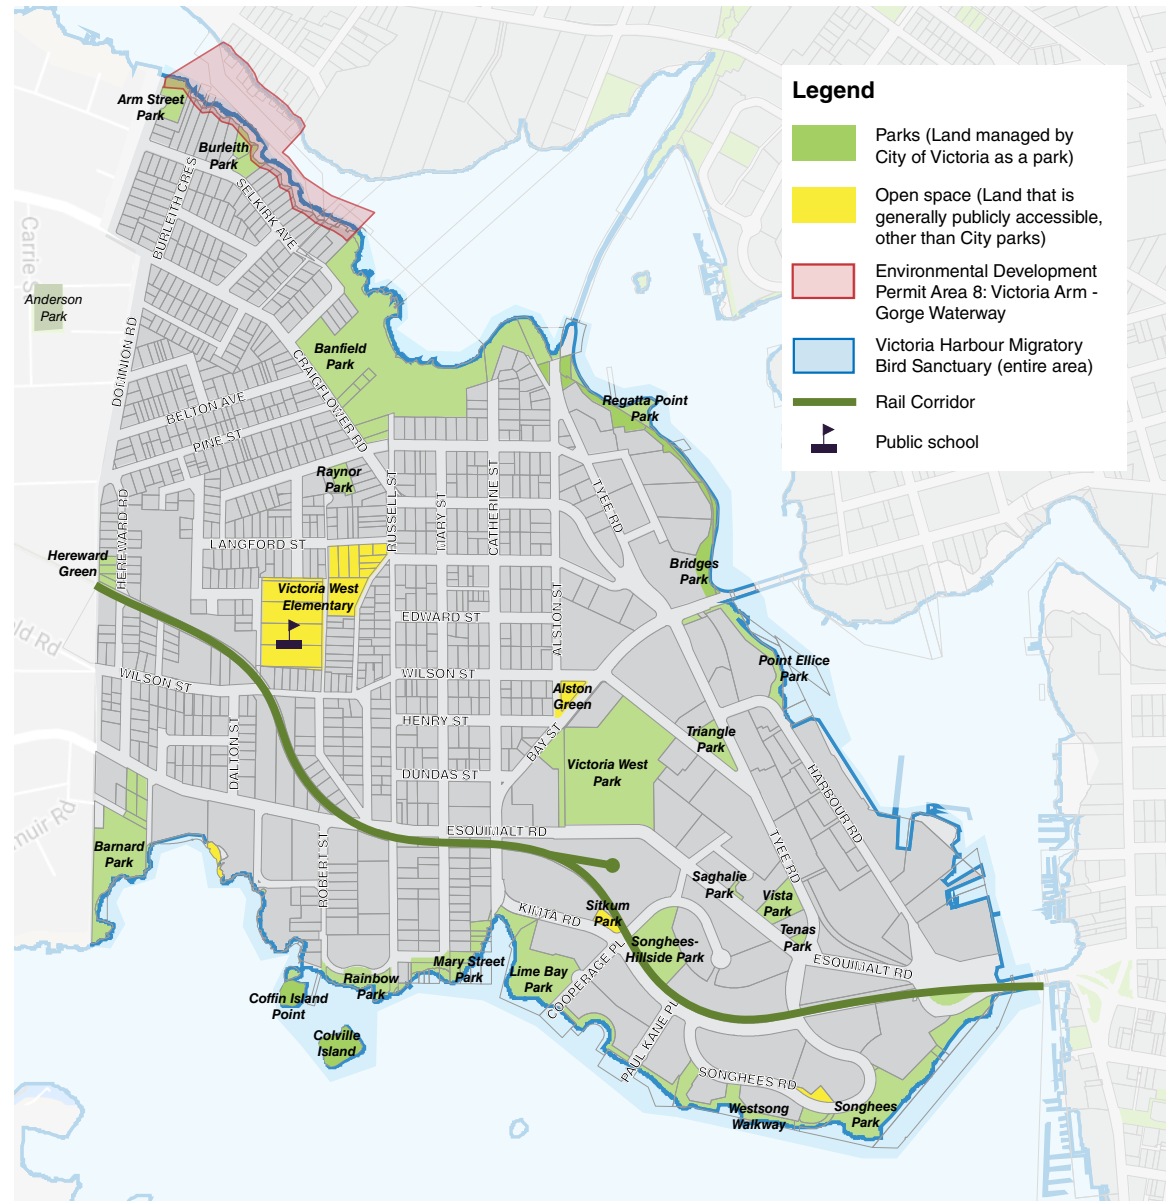 Legend
Parks (Land managed by
City of Victoria as a park)
Open space (Land that is
generally publicly accessible,
other than City parks)
Environmental Development
Permit Area 8: Victoria Arm -
Gorge Waterway
Victoria Harbour Migratory
Bird Sanctuary (entire area)
Rail Corridor
Public school
Arm Street
Park
Burleith
Park
BURLEITH CRES
SELKIRK AVE
Carrie S
Anderson
Park
DOMINION RD
Banfield
Park
CRAIGFLOWER RD
BELTON AVE
PINE ST
Regatta Point
Park
Raynor
Park
RUSSELL ST
MARY ST
CATHERINE ST
TYEE RD
HEREWARD RD
LANGFORD ST
Hereward
Green
Victoria West
Elementary
Bridges
Park
ALSTON ST
EDWARD ST
ld Rd
WILSON ST
WILSON ST
Point Ellice
Park
Alston
Green
HENRY ST
BAY ST
DALTON ST
Triangle
Park
Victoria West
Park
DUNDAS ST
HARBOUR RD
muir Rd
ESQUIMALT RD
Barnard
Park
ROBERT ST
TYEE RD
Saghalie
Park
Vista
Park
Sitkum
Park
KIMTA RD
Tenas
Park
Songhees-
Hillside Park
COOPERAGE PL
ESQUIMALT RD
Mary Street
Park
Lime Bay
Park
Rainbow
Park
Coffin Island
Point
Colville
Island
PAUL KANE PL
SONGHEES RD
Westsong
Walkway
Songhees
Park